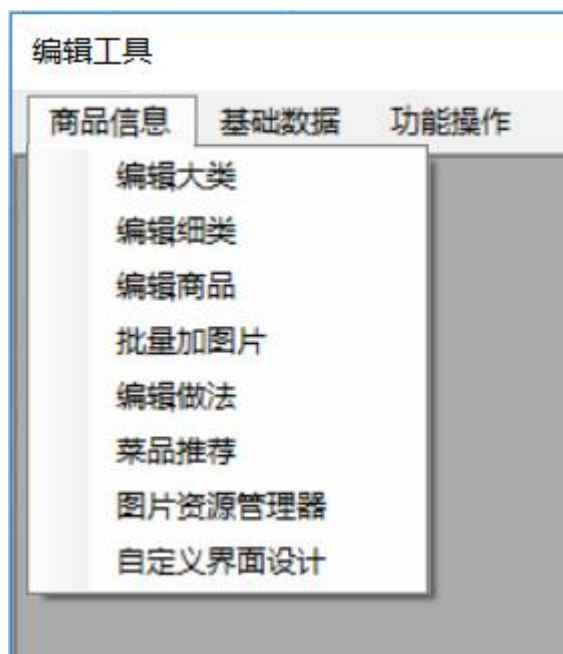 编辑工具
商品信息 基础数据 功能操作
编辑大类
编辑细类
编辑商品
批量加图片
编辑做法
菜品推荐
图片资源管理器
自定义界面设计